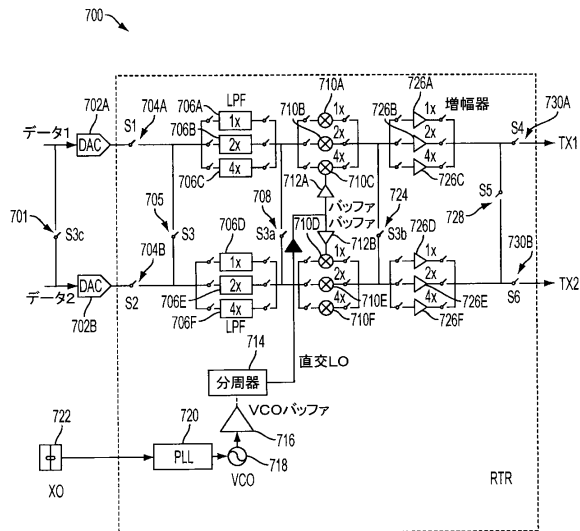 700
702A
704A
706A
LPF
710A
726A
増幅器
730A
データ1
DAC
S1
706B
1x
710B
1x
726B
1x
S4
TX1
2x
2x
2x
706C
4x
4x
710C
4x
726C
S5
712A
バッファ
バッファ
701
S3c
705
S3
708
S3a
724
S3b
728
704B
706D
710D
712B
726D
730B
データ2
DAC
702B
S2
1x
1x
1x
706E
2x
2x
710E
2x
726E
S6
TX2
706F
4x
LPF
4x
710F
4x
726F
714
分周器
直交LO
722
720
VCOバッファ
716
XO
PLL
718
VCO
RTR